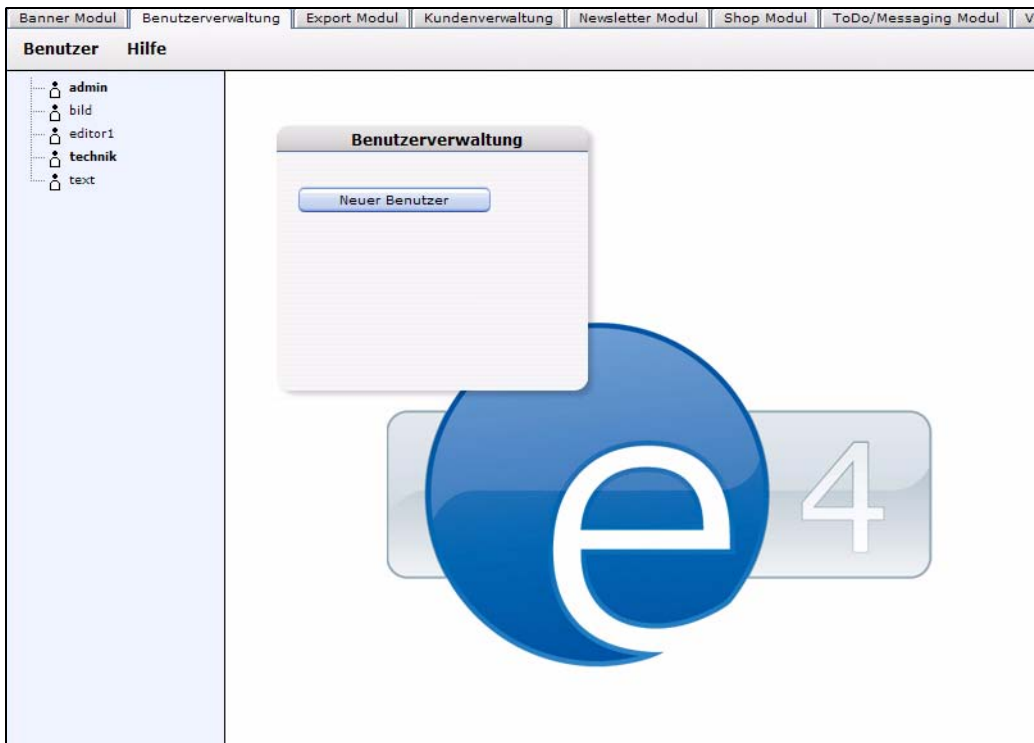 Banner Modul Benutzerverwaltung Export Modul Kundenverwaltung Newsletter Modul Shop Modul ToDo/Messaging Modul V
Benutzer Hilfe
admin
bild
editor1
technik
text
Benutzerverwaltung
Neuer Benutzer
e 4